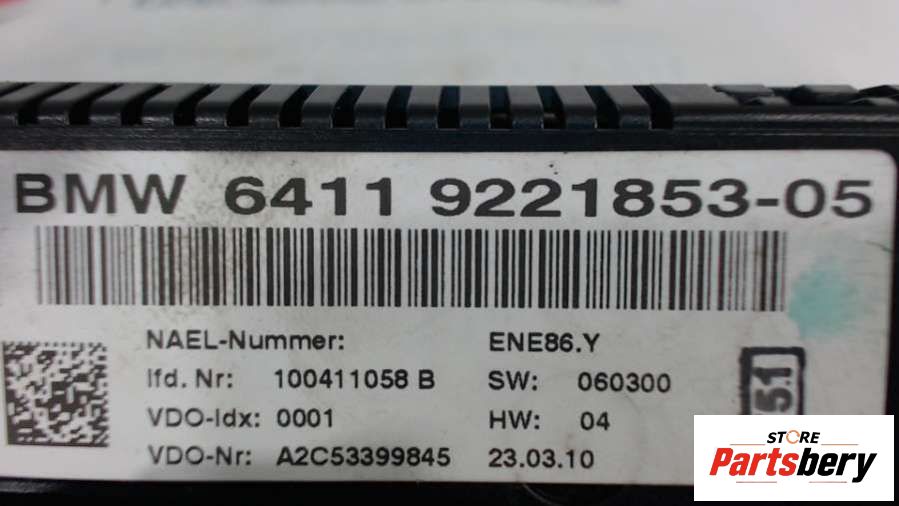 BMW 6411 9221853-05
NAEL-Nummer: ENE86.Y
lfd. Nr: 100411058 B SW: 060300
VDO-Idx: 0001 HW: 04
VDO-Nr: A2C53399845 23.03.10
51
STORE
Partsbery